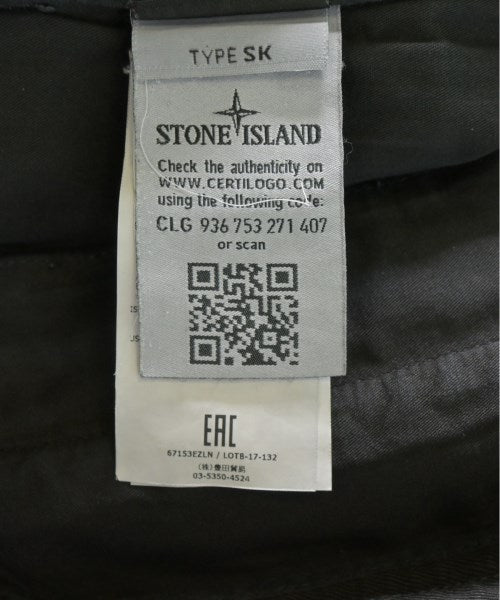 TYPE SK
STONE ISLAND
Check the authenticity on
WWW.CERTILOGO.COM
using the following code:
CLG 936 753 271 407
or scan
EAC
67153EZLN / LOTB-17-132
(株)豊田貿易
03-5350-4524